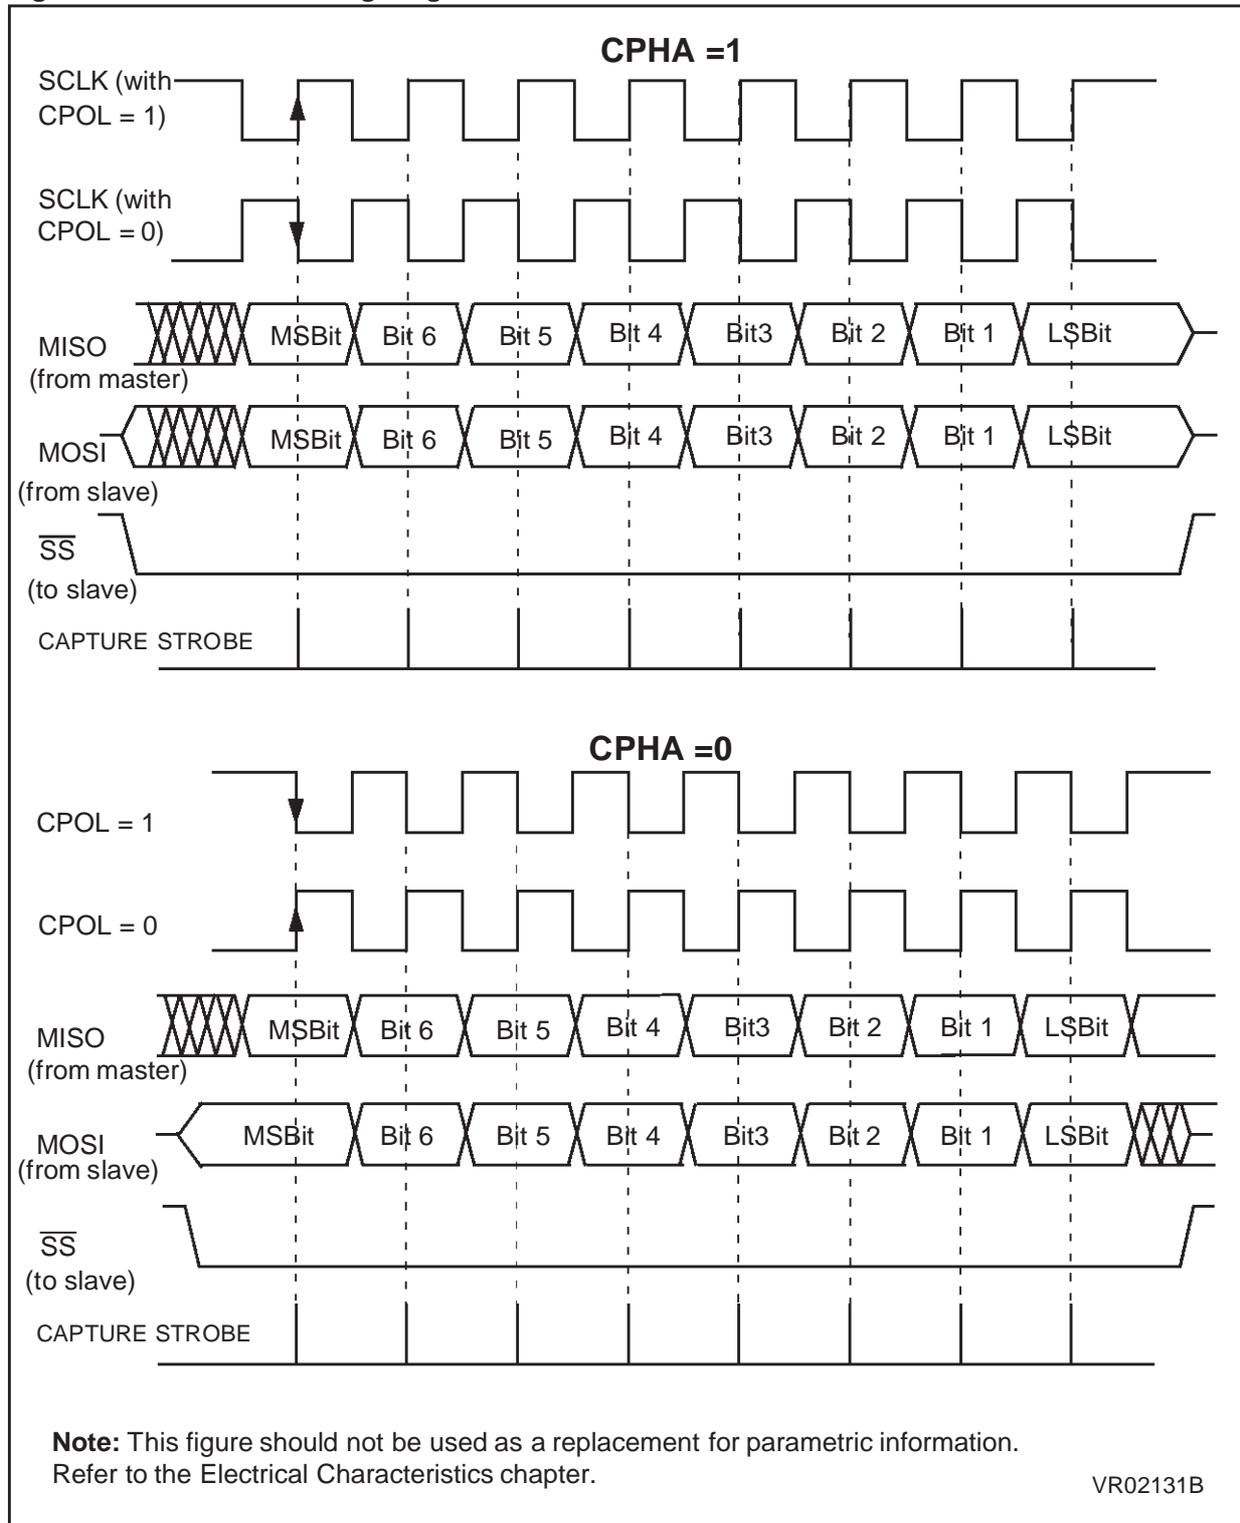 CPHA =1
SCLK (with
CPOL = 1)
SCLK (with
CPOL = 0)
MSBit Bit 6 Bit 5 BIt 4 Bit3 Bit 2 Bit 1 LSBit
MISO
(from master)
MSBit Bit 6 Bit 5 Bit 4 Bit3 Bit 2 Bit 1 LSBit
MOSI
(from slave)
SS
(to slave)
CAPTURE STROBE
CPHA =0
CPOL = 1
CPOL = 0
MSBit Bit 6 Bit 5 Bit 4 Bit3 Bit 2 Bit 1 LSBit
MISO
(from master)
MSBit Bit 6 Bit 5 Bit 4 Bit3 Bit 2 Bit 1 LSBit
MOSI
(from slave)
SS
(to slave)
CAPTURE STROBE
Note: This figure should not be used as a replacement for parametric information.
Refer to the Electrical Characteristics chapter.
VR02131B